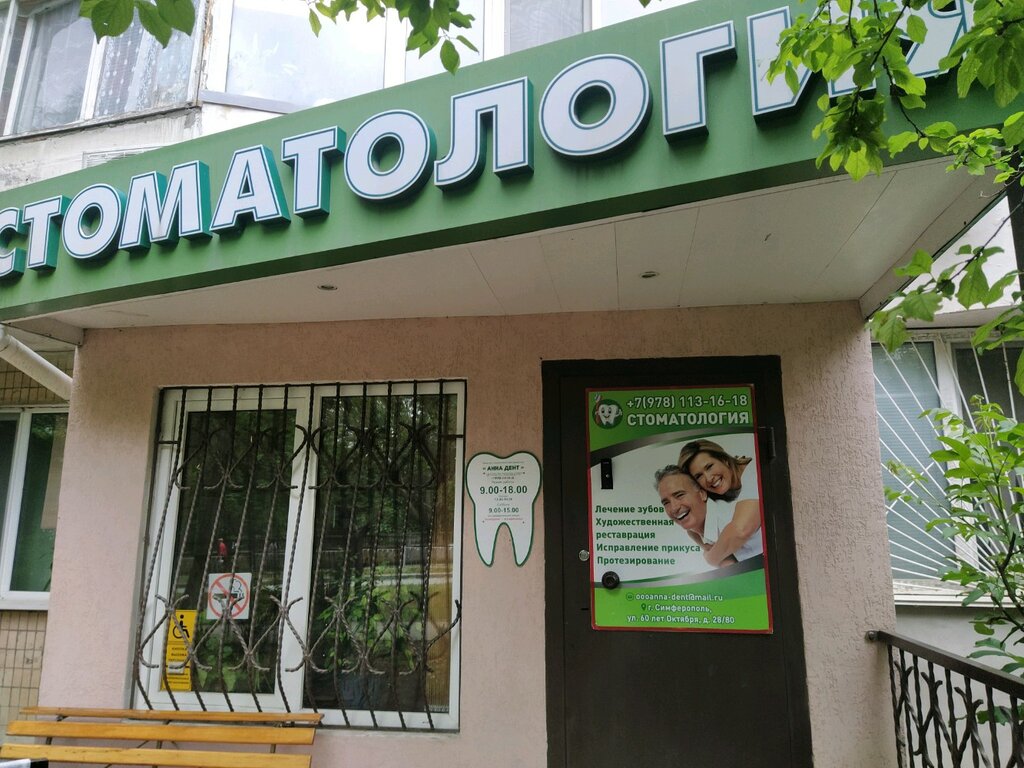 СТОМАТОЛОГИЯ
« АННА ДЕНТ »
9.00-18.00
9.00-15.00
+7(978) 113-16-18
СТОМАТОЛОГИЯ
Лечение зубов
Художественная
реставрация
Исправление прикуса
Протезирование
oooanna-dent@mail.ru
г. Симферополь,
ул. 60 лет Октября, д. 28/80